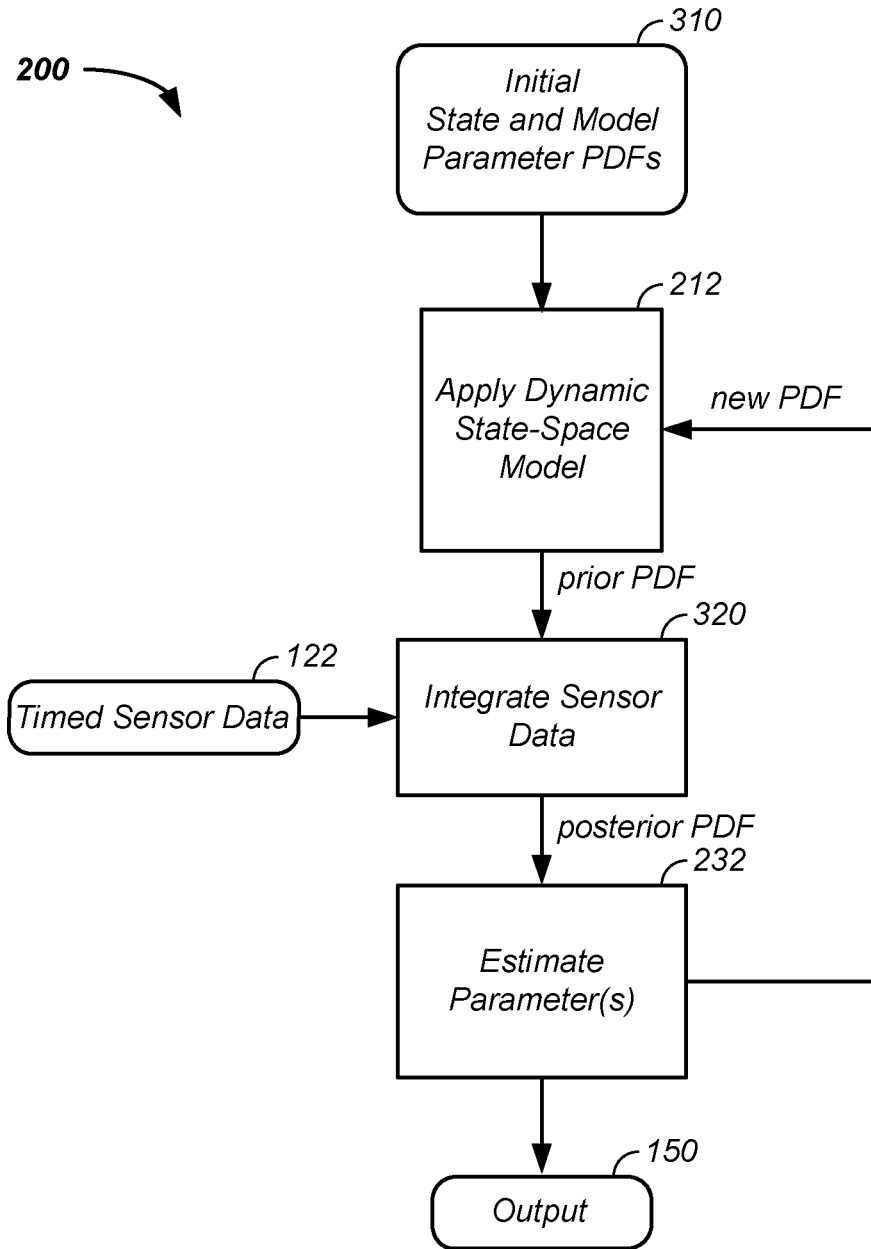 310
200
Initial
State and Model
Parameter PDFs
212
Apply Dynamic
State-Space
Model
new PDF
prior PDF
320
122
Timed Sensor Data
Integrate Sensor
Data
posterior PDF
232
Estimate
Parameter(s)
150
Output